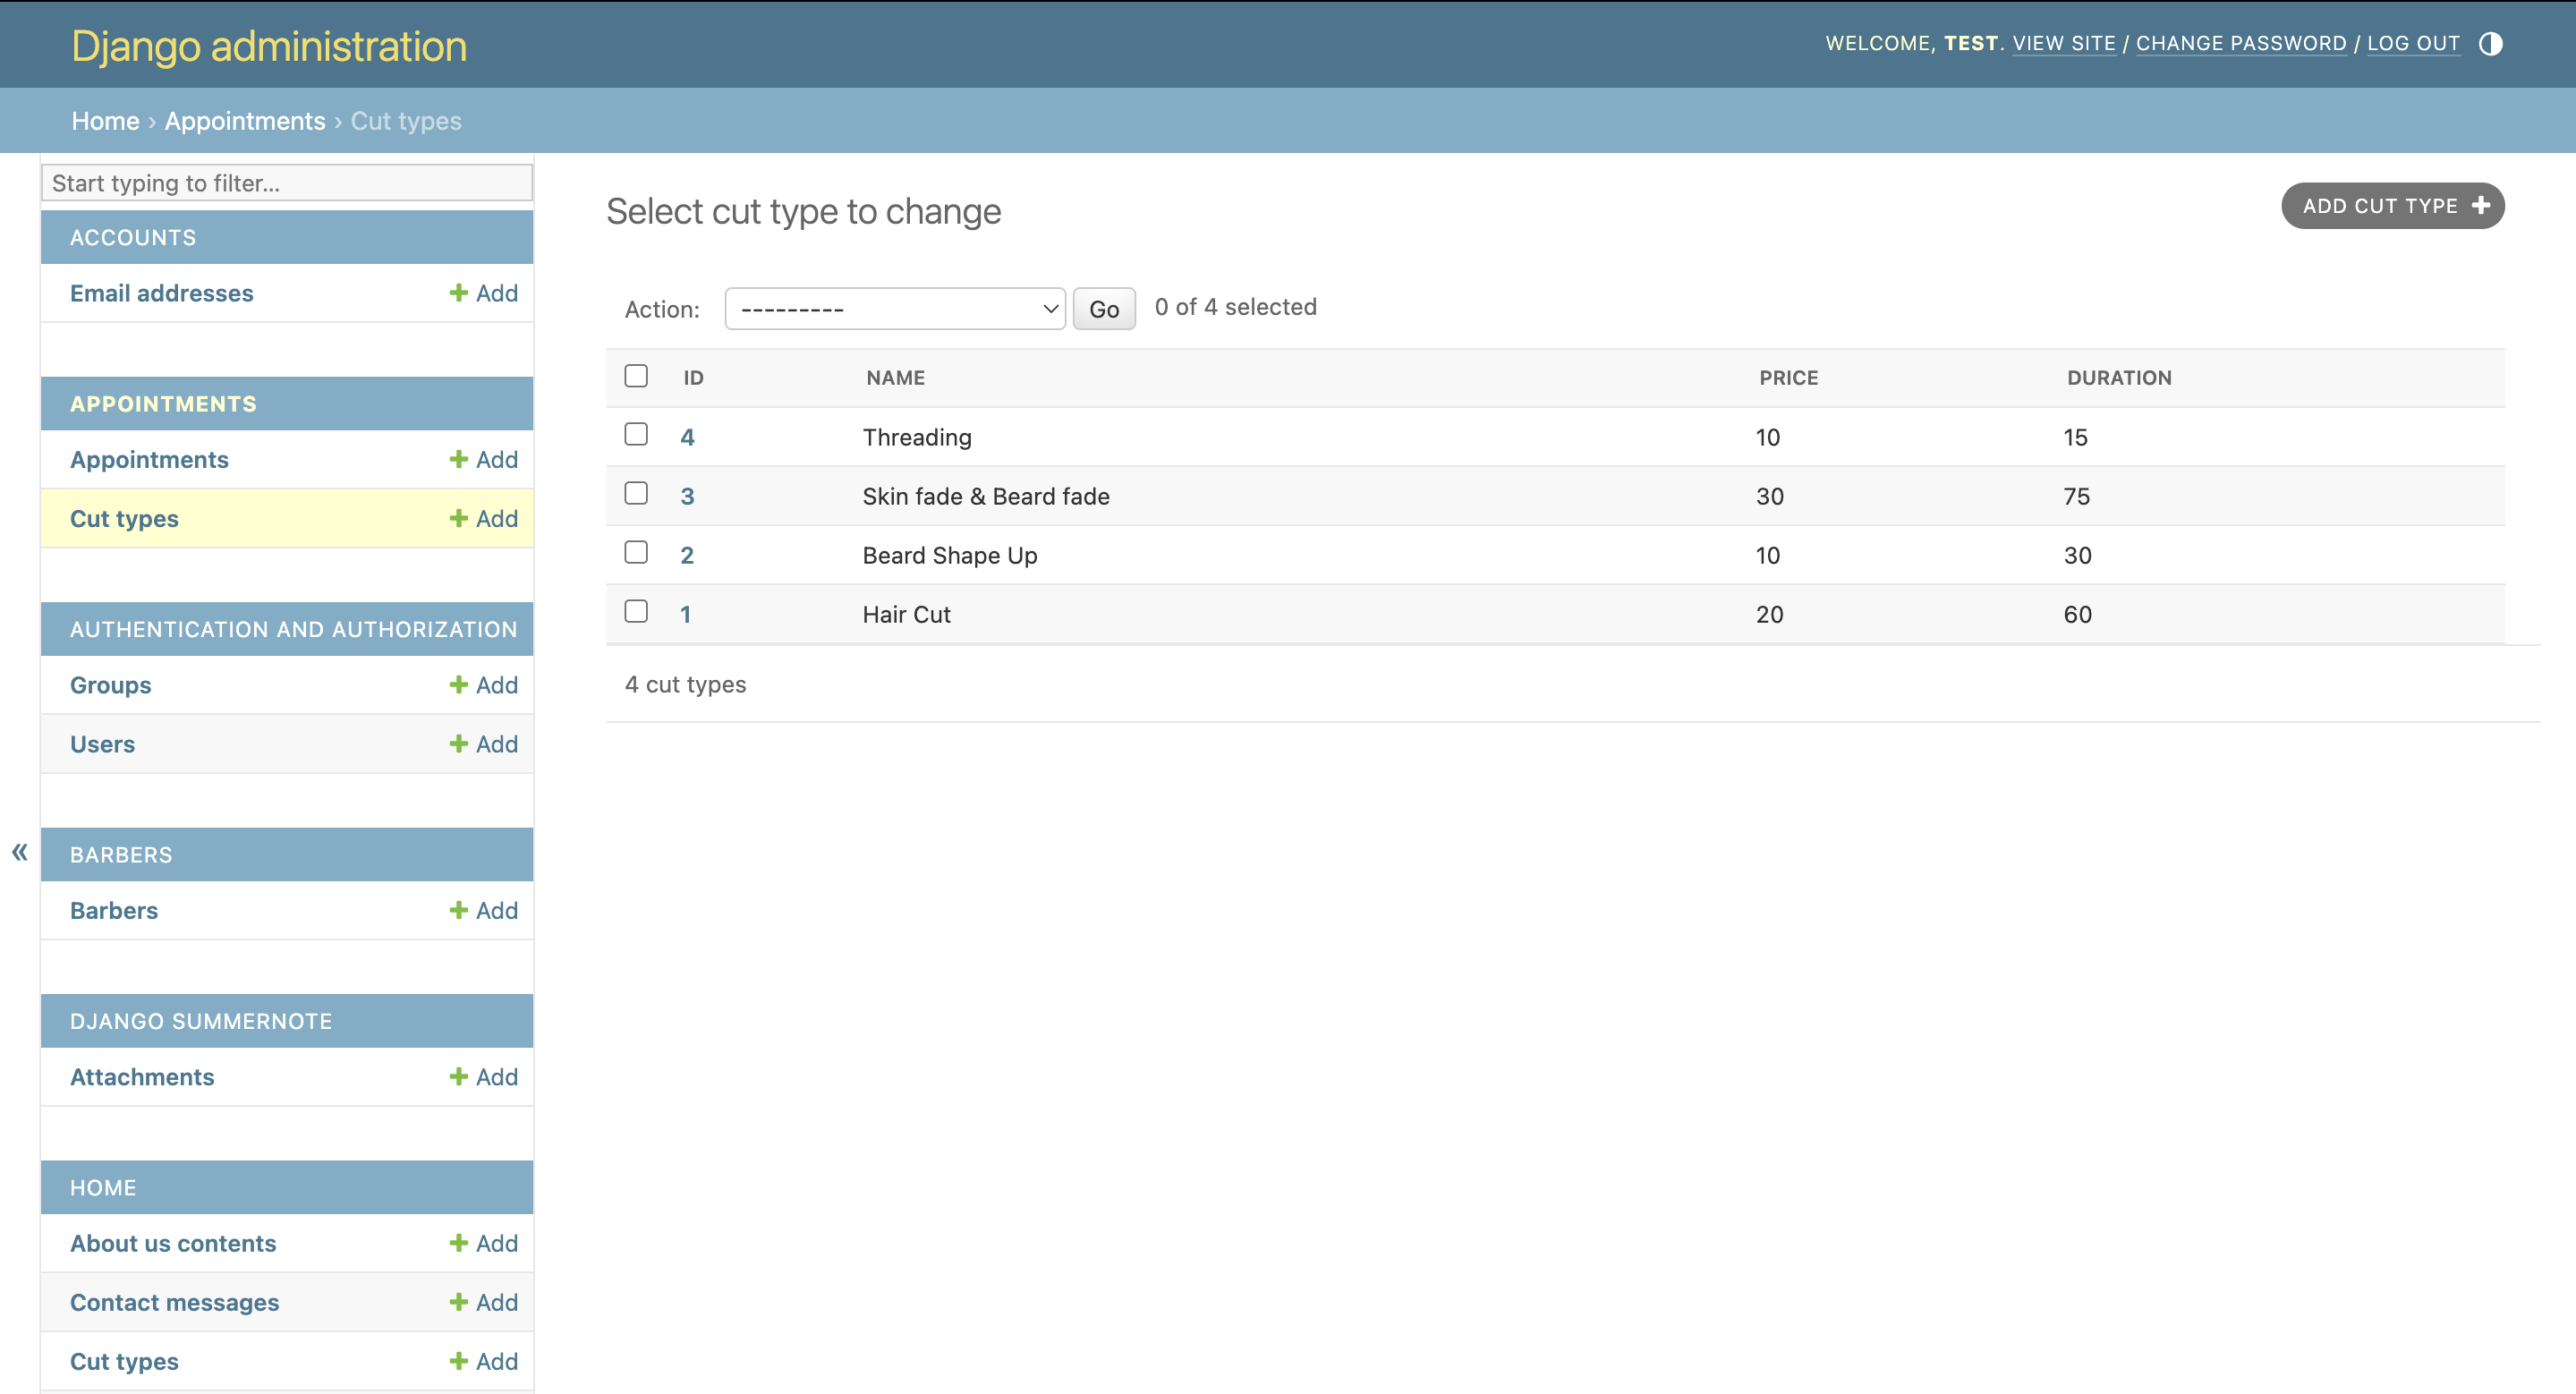 Django administration
WELCOME, TEST. VIEW SITE / CHANGE PASSWORD / LOG OUT
Home › Appointments › Cut types
Start typing to filter...
ACCOUNTS
Email addresses + Add
APPOINTMENTS
Appointments + Add
Cut types + Add
AUTHENTICATION AND AUTHORIZATION
Groups + Add
Users + Add
«
BARBERS
Barbers + Add
DJANGO SUMMERNOTE
Attachments + Add
HOME
About us contents + Add
Contact messages + Add
Cut types + Add
Select cut type to change
ADD CUT TYPE +
Action: --------- Go 0 of 4 selected
ID NAME PRICE DURATION
4 Threading 10 15
3 Skin fade & Beard fade 30 75
2 Beard Shape Up 10 30
1 Hair Cut 20 60
4 cut types